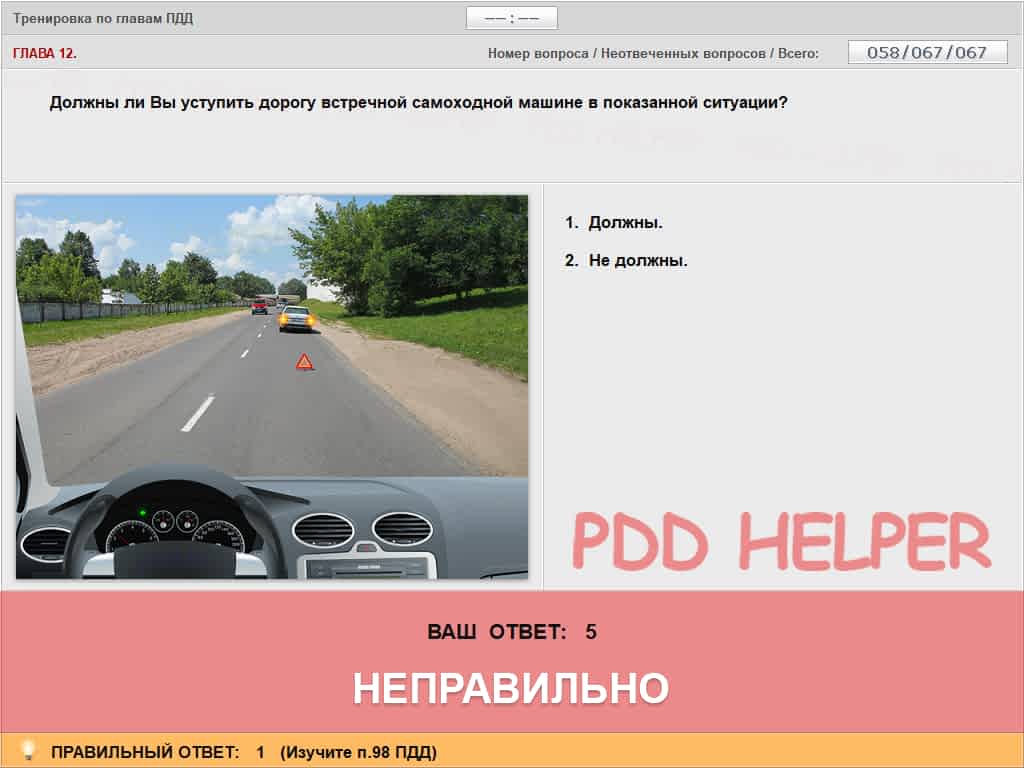 Тренировка по главам ПДД
—— : ——
ГЛАВА 12.
Номер вопроса / Неотвеченных вопросов / Всего:
058/067/067
Должны ли Вы уступить дорогу встречной самоходной машине в показанной ситуации?
1. Должны.
2. Не должны.
PDD HELPER
ВАШ ОТВЕТ: 5
НЕПРАВИЛЬНО
ПРАВИЛЬНЫЙ ОТВЕТ: 1 (Изучите п.98 ПДД)